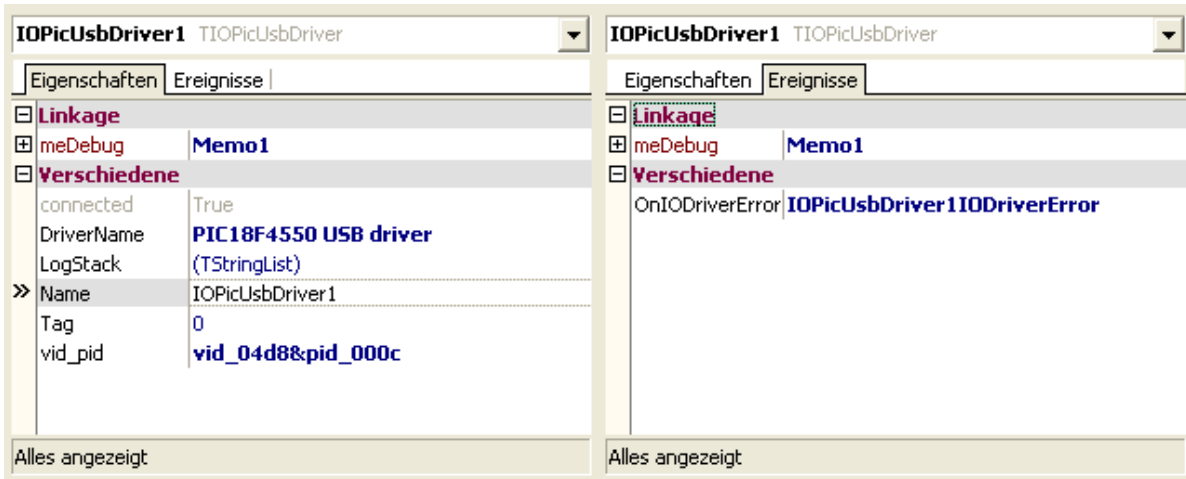 IOPicUsbDriver1 TIOPicUsbDriver
Eigenschaften Ereignisse
Linkage
meDebug Memo1
Verschiedene
connected True
DriverName PIC18F4550 USB driver
LogStack (TStringList)
Name IOPicUsbDriver1
Tag 0
vid_pid vid_04d8&pid_000c
Alles angezeigt
IOPicUsbDriver1 TIOPicUsbDriver
Eigenschaften Ereignisse
Linkage
meDebug Memo1
Verschiedene
OnIODriverError IOPicUsbDriver1IODriverError
Alles angezeigt